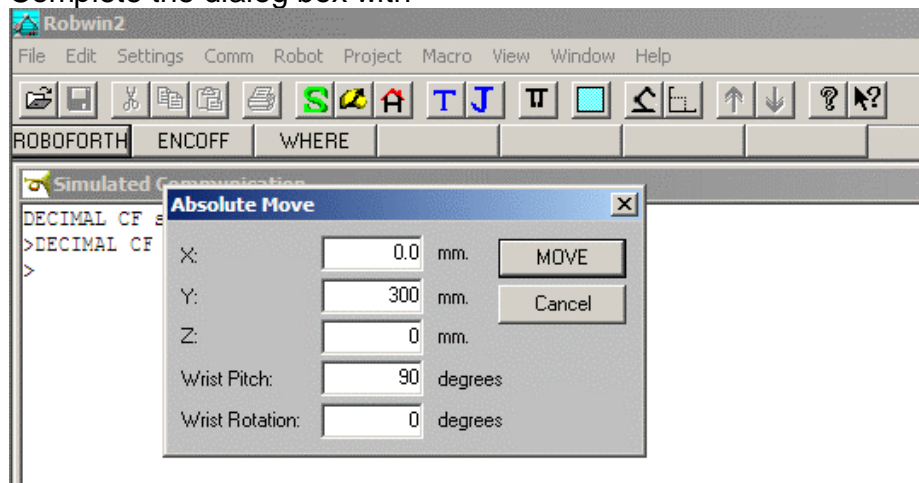 Complete the dialog box with
Robwin2
File Edit Settings Comm Robot Project Macro View Window Help
S A T J π ? ?
ROBOFORTH ENCOFF WHERE
Simulated Communication
DECIMAL CF s
>DECIMAL CF
>
Absolute Move
X: 0.0 mm. MOVE
Y: 300 mm. Cancel
Z: 0 mm.
Wrist Pitch: 90 degrees
Wrist Rotation: 0 degrees